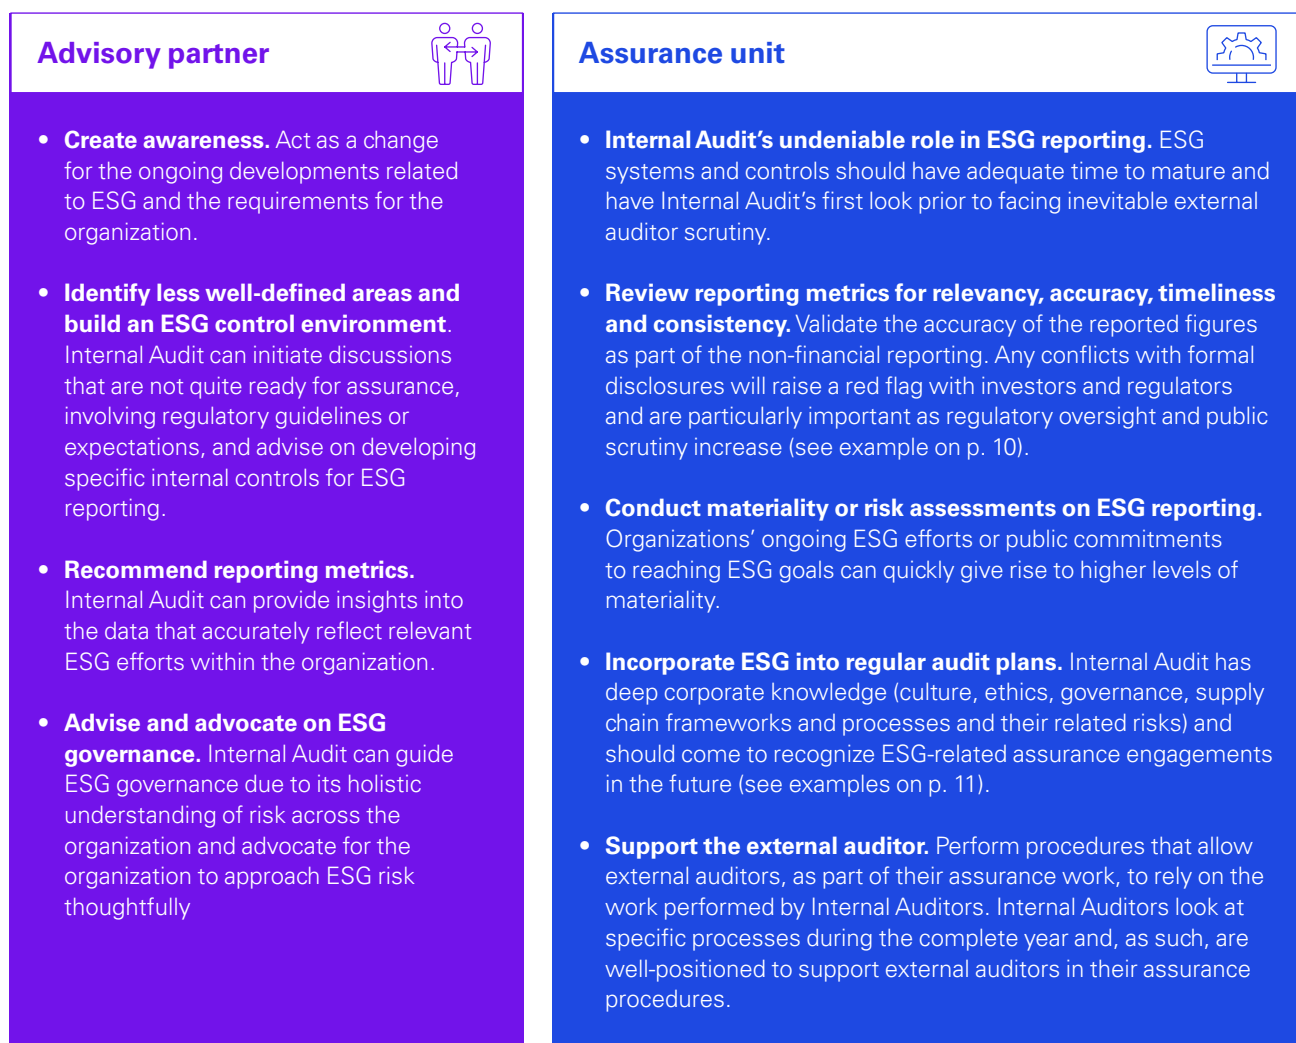 Advisory partner
• Create awareness. Act as a change
for the ongoing developments related
to ESG and the requirements for the
organization.
• Identify less well-defined areas and
build an ESG control environment.
Internal Audit can initiate discussions
that are not quite ready for assurance,
involving regulatory guidelines or
expectations, and advise on developing
specific internal controls for ESG
reporting.
• Recommend reporting metrics.
Internal Audit can provide insights into
the data that accurately reflect relevant
ESG efforts within the organization.
• Advise and advocate on ESG
governance. Internal Audit can guide
ESG governance due to its holistic
understanding of risk across the
organization and advocate for the
organization to approach ESG risk
thoughtfully
Assurance unit
• Internal Audit’s undeniable role in ESG reporting. ESG
systems and controls should have adequate time to mature and
have Internal Audit’s first look prior to facing inevitable external
auditor scrutiny.
• Review reporting metrics for relevancy, accuracy, timeliness
and consistency. Validate the accuracy of the reported figures
as part of the non-financial reporting. Any conflicts with formal
disclosures will raise a red flag with investors and regulators
and are particularly important as regulatory oversight and public
scrutiny increase (see example on p. 10).
• Conduct materiality or risk assessments on ESG reporting.
Organizations’ ongoing ESG efforts or public commitments
to reaching ESG goals can quickly give rise to higher levels of
materiality.
• Incorporate ESG into regular audit plans. Internal Audit has
deep corporate knowledge (culture, ethics, governance, supply
chain frameworks and processes and their related risks) and
should come to recognize ESG-related assurance engagements
in the future (see examples on p. 11).
• Support the external auditor. Perform procedures that allow
external auditors, as part of their assurance work, to rely on the
work performed by Internal Auditors. Internal Auditors look at
specific processes during the complete year and, as such, are
well-positioned to support external auditors in their assurance
procedures.